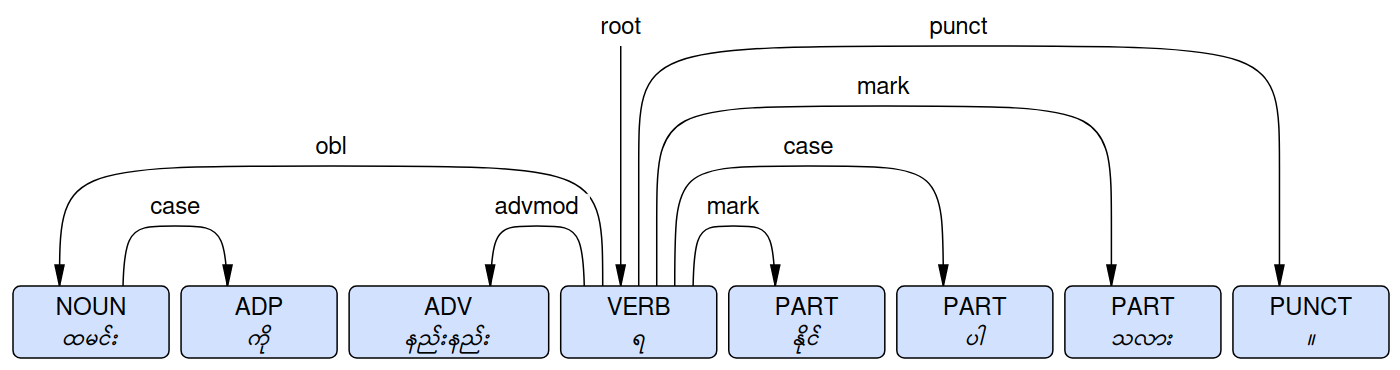 root
punct
mark
obl
case
case
advmod
mark
NOUN ADP ADV VERB PART PART PART PUNCT
ထမင်း ကို နည်းနည်း ရ နိုင် ပါ သလား ။